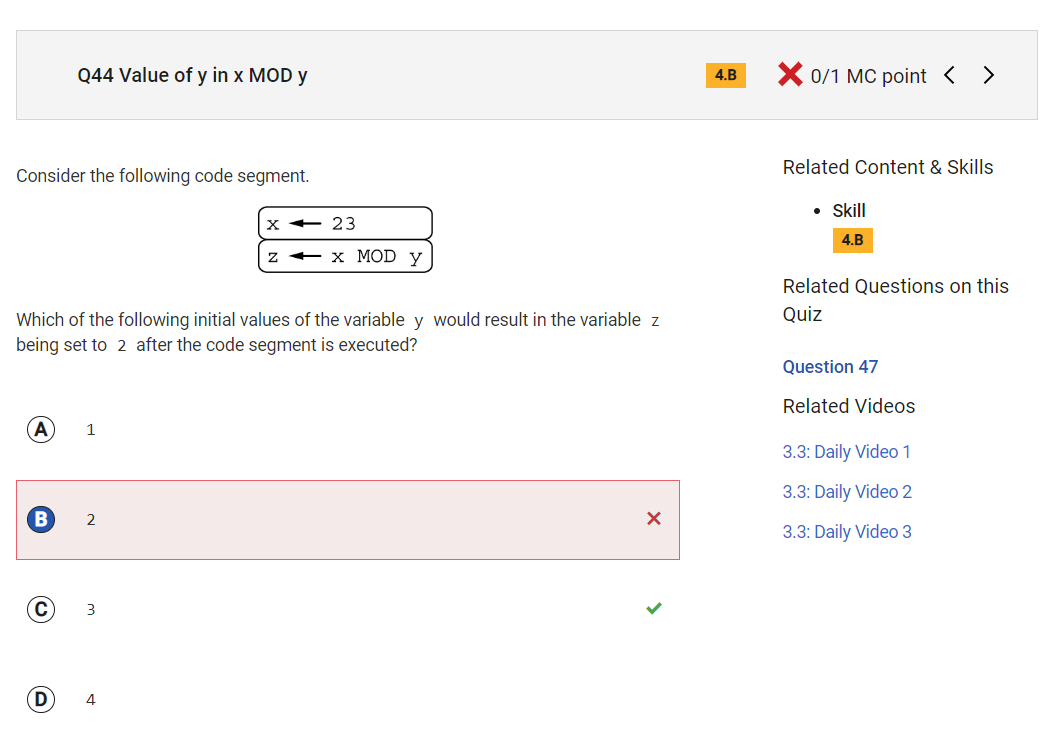 Q44 Value of y in x MOD y
4.B
0/1 MC point
Consider the following code segment.
x ← 23
z ← x MOD y
Which of the following initial values of the variable y would result in the variable z
being set to 2 after the code segment is executed?
A 1
B 2
C 3
D 4
Related Content & Skills
• Skill
4.B
Related Questions on this
Quiz
Question 47
Related Videos
3.3: Daily Video 1
3.3: Daily Video 2
3.3: Daily Video 3